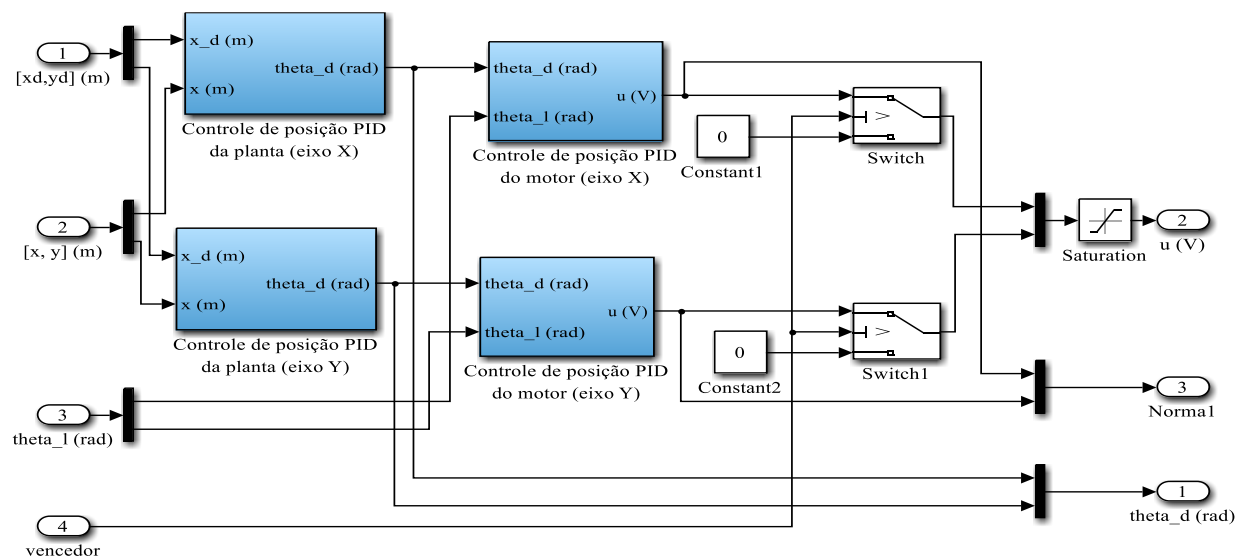 1
[xd,yd] (m)
x_d (m)
x (m)
theta_d (rad)
Controle de posição PID
da planta (eixo X)
theta_d (rad)
theta_l (rad)
u (V)
Controle de posição PID
do motor (eixo X)
0
Constant1
>
Switch
2
[x, y] (m)
x_d (m)
x (m)
theta_d (rad)
Controle de posição PID
da planta (eixo Y)
theta_d (rad)
theta_l (rad)
u (V)
Controle de posição PID
do motor (eixo Y)
0
Constant2
>
Switch1
Saturation
2
u (V)
3
theta_l (rad)
3
Norma1
1
theta_d (rad)
4
vencedor